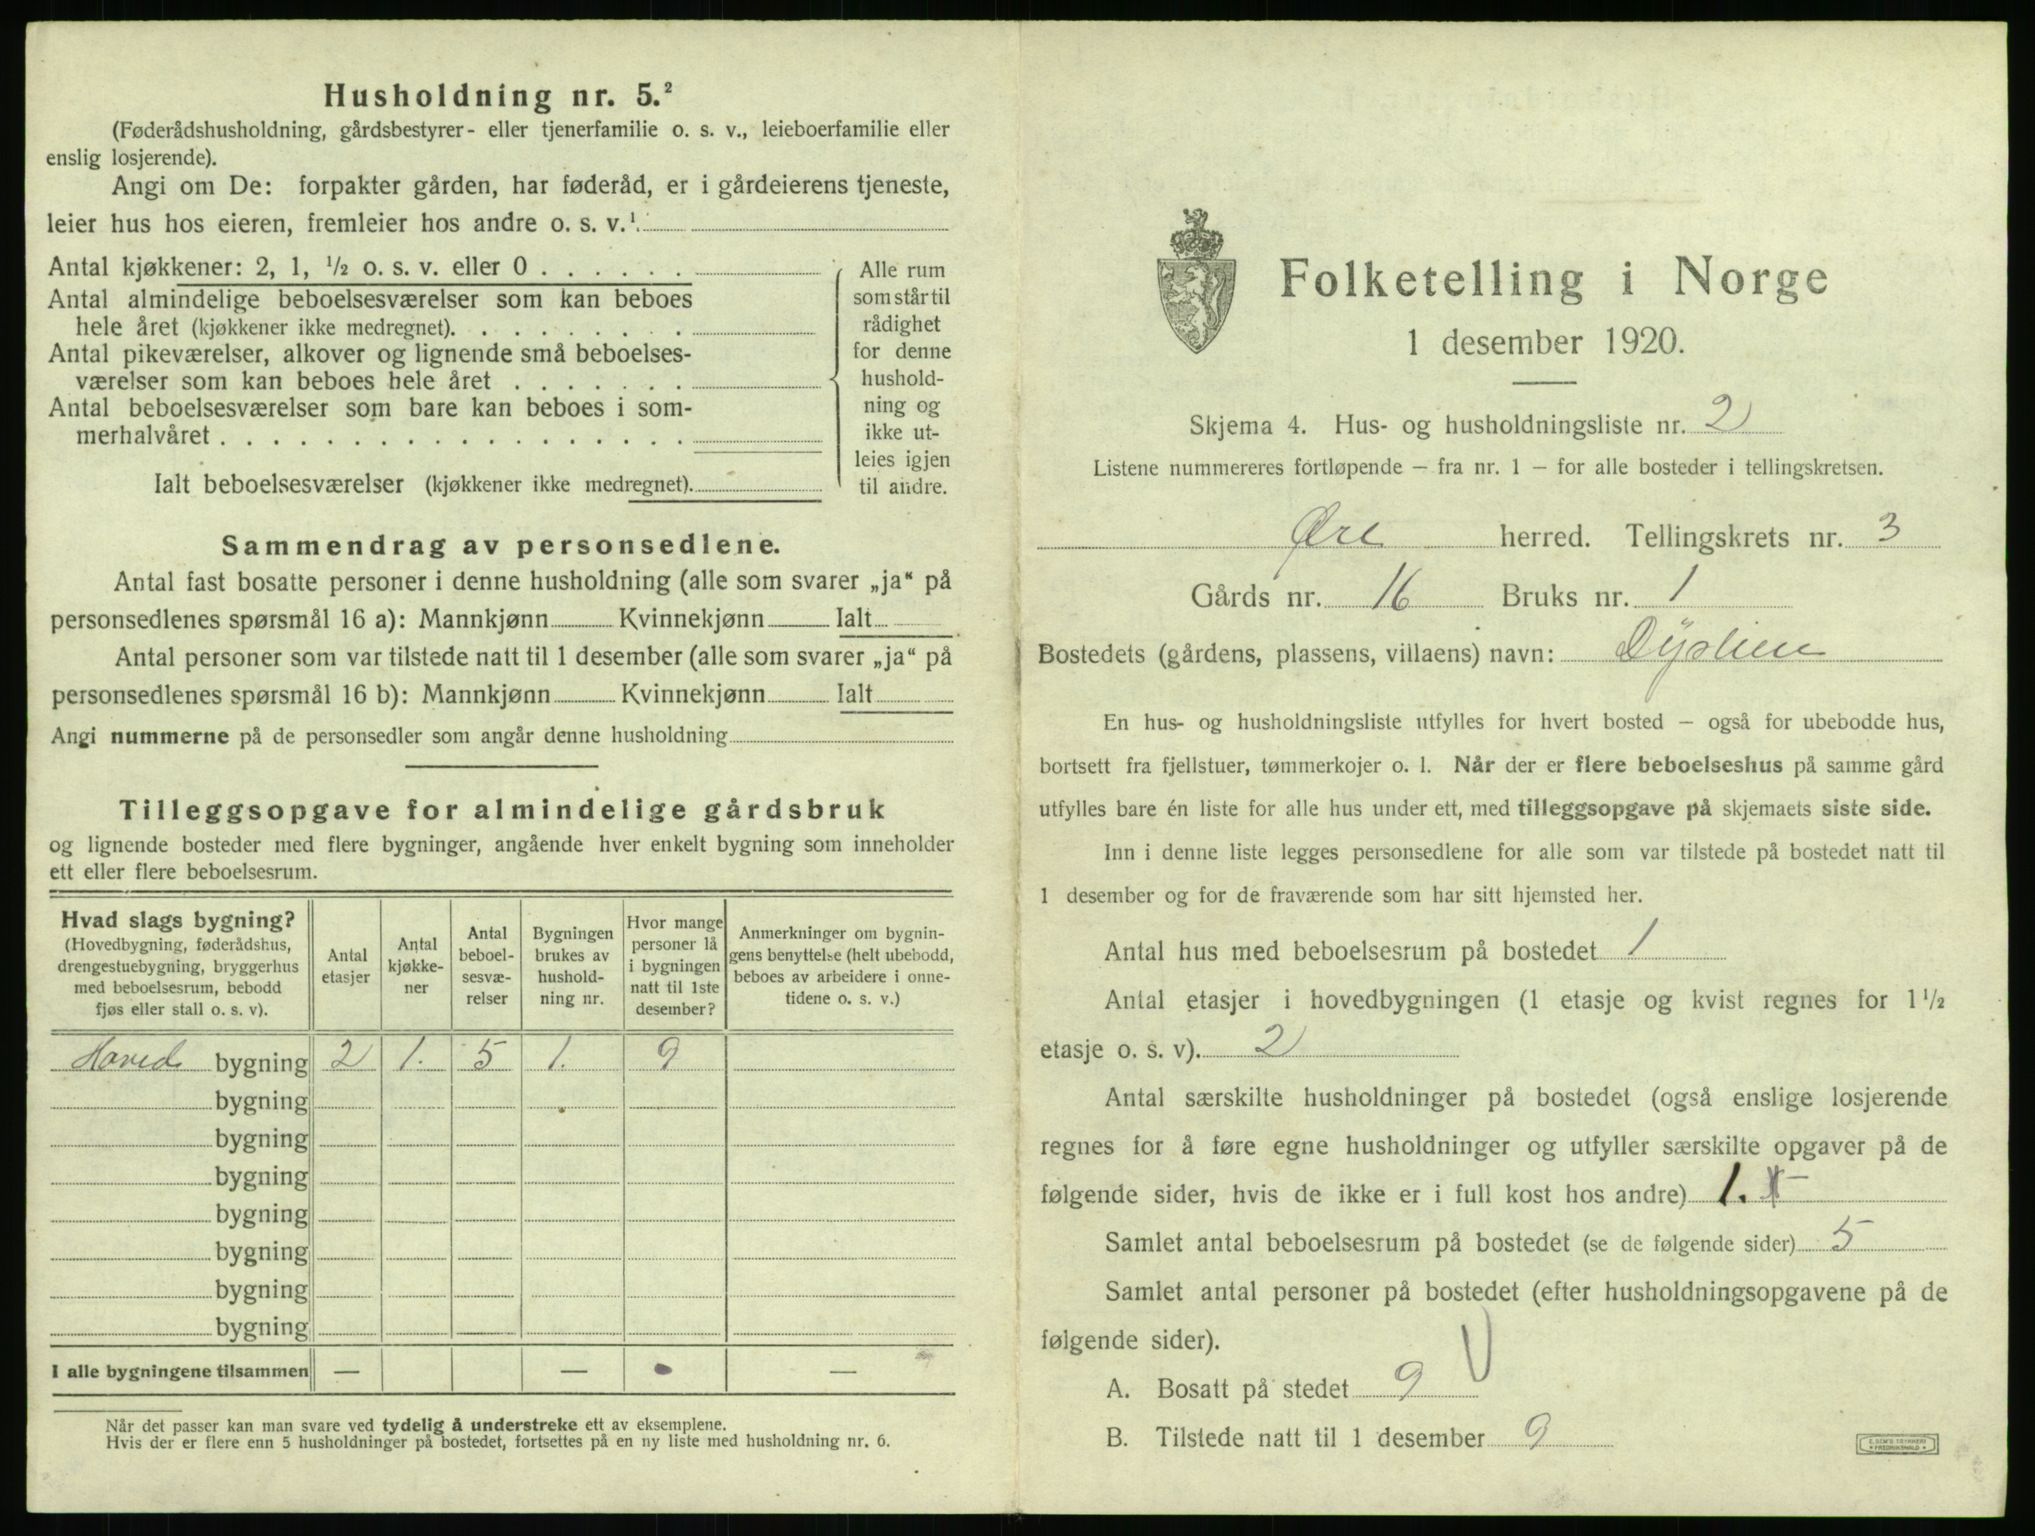 Husholdning nr. 5.²
(Føderådshusholdning, gårdsbestyrer- eller tjenerfamilie o. s. v., leieboerfamilie eller
enslig losjerende).
Angi om De: forpakter gården, har føderåd, er i gårdeierens tjeneste,
leier hus hos eieren, fremleier hos andre o. s. v.¹
Antal kjøkkener: 2, 1, ½ o. s. v. eller 0 . . . . . .
Antal almindelige beboelsesværelser som kan beboes
hele året (kjøkkener ikke medregnet). . . . . . . . .
Antal pikeværelser, alkover og lignende små beboelses-
værelser som kan beboes hele året . . . . . . .
Antal beboelsesværelser som bare kan beboes i som-
merhalvåret . . . . . . . . . . . . . . . . . .
Ialt beboelsesværelser (kjøkkener ikke medregnet).
Alle rum
som står til
rådighet
for denne
hushold-
ning og
ikke ut-
leies igjen
til andre.
Sammendrag av personsedlene.
Antal fast bosatte personer i denne husholdning (alle som svarer „ja“ på
personsedlenes spørsmål 16 a): Mannkjønn Kvinnekjønn Ialt
Antal personer som var tilstede natt til 1 desember (alle som svarer „ja“ på
personsedlenes spørsmål 16 b): Mannkjønn Kvinnekjønn Ialt
Angi nummerne på de personsedler som angår denne husholdning
Tilleggsopgave for almindelige gårdsbruk
og lignende bosteder med flere bygninger, angående hver enkelt bygning som inneholder
ett eller flere beboelsesrum.
Hvad slags bygning?
(Hovedbygning, føderådshus,
drengestuebygning, bryggerhus
med beboelsesrum, bebodd
fjøs eller stall o. s. v).
Antal
etasjer
Antal
kjøkke-
ner
Antal
beboel-
sesvæ-
relser
Bygningen
brukes av
hushold-
ning nr.
Hvor mange
personer lå
i bygningen
natt til 1ste
desember?
Anmerkninger om bygnin-
gens benyttelse (helt ubebodd,
beboes av arbeidere i onne-
tidene o. s. v.)
Hoved bygning 2 1. 5 1. 9
bygning
bygning
bygning
bygning
bygning
bygning
bygning
I alle bygningene tilsammen — — —
Når det passer kan man svare ved tydelig å understreke ett av eksemplene.
Hvis der er flere enn 5 husholdninger på bostedet, fortsettes på en ny liste med husholdning nr. 6.
Folketelling i Norge
1 desember 1920.
Skjema 4. Hus- og husholdningsliste nr. 2
Listene nummereres fortløpende – fra nr. 1 – for alle bosteder i tellingskretsen.
Øre herred. Tellingskrets nr. 3
Gårds nr. 16 Bruks nr. 1
Bostedets (gårdens, plassens, villaens) navn: Dyslien
En hus- og husholdningsliste utfylles for hvert bosted – også for ubebodde hus,
bortsett fra fjellstuer, tømmerkojer o. l. Når der er flere beboelseshus på samme gård
utfylles bare én liste for alle hus under ett, med tilleggsopgave på skjemaets siste side.
Inn i denne liste legges personsedlene for alle som var tilstede på bostedet natt til
1 desember og for de fraværende som har sitt hjemsted her.
Antal hus med beboelsesrum på bostedet 1
Antal etasjer i hovedbygningen (1 etasje og kvist regnes for 1½
etasje o. s. v). 2
Antal særskilte husholdninger på bostedet (også enslige losjerende
regnes for å føre egne husholdninger og utfyller særskilte opgaver på de
følgende sider, hvis de ikke er i full kost hos andre) 1.
Samlet antal beboelsesrum på bostedet (se de følgende sider) 5
Samlet antal personer på bostedet (efter husholdningsopgavene på de
følgende sider).
A. Bosatt på stedet 9
B. Tilstede natt til 1 desember 9
E. SEM'S TRYKKERI
FREDRIKSHALD